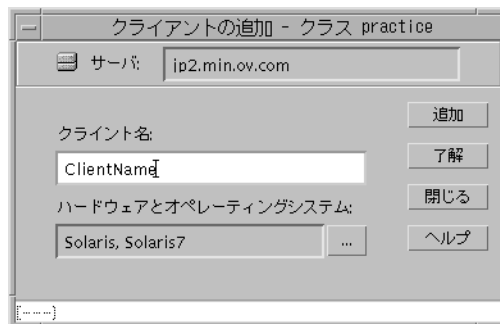 クライアントの追加 - クラス practice
サーバ: jp2.min.ov.com
追加
クライント名:
了解
ClientName
閉じる
ハードウェアとオペレーティングシステム:
Solaris, Solaris7
...
ヘルプ